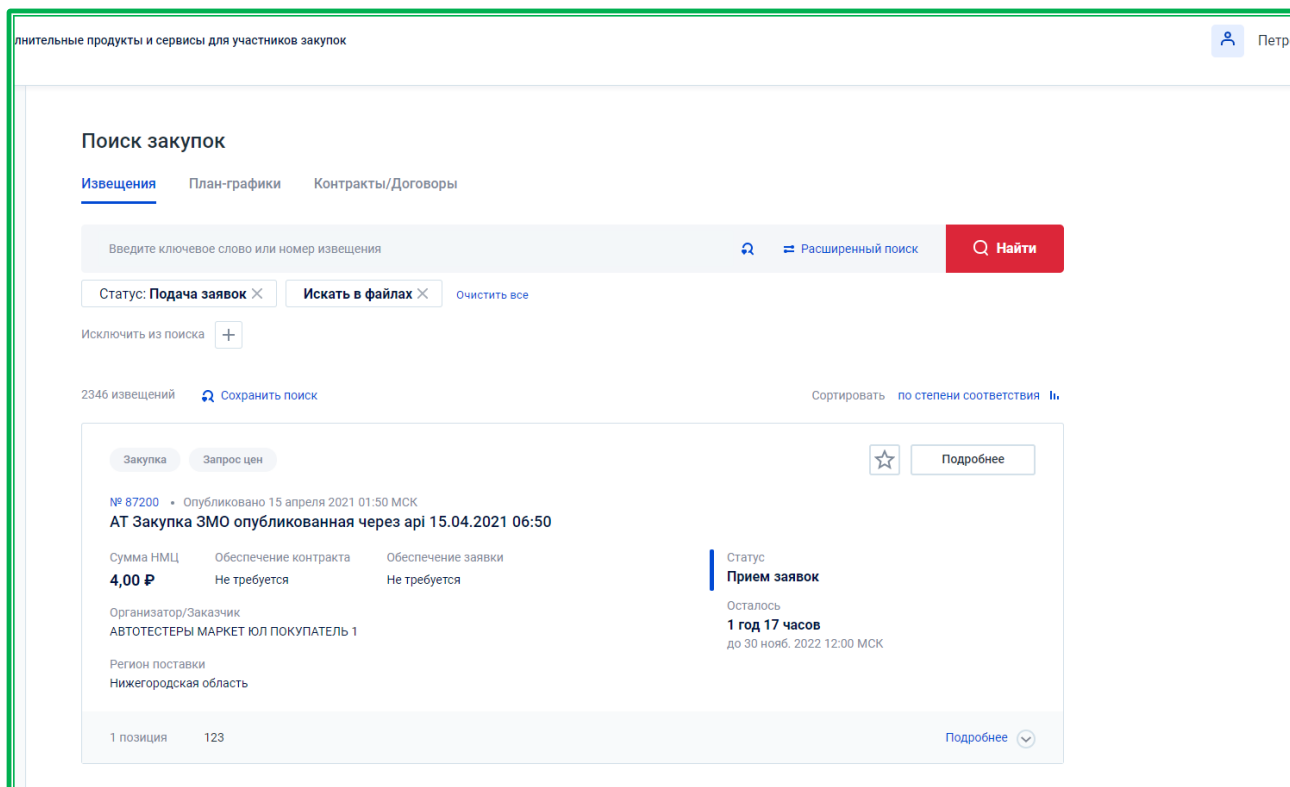 лнительные продукты и сервисы для участников закупок
Петр
Поиск закупок
Извещения План-графики Контракты/Договоры
Введите ключевое слово или номер извещения Расширенный поиск Найти
Статус: Подача заявок Искать в файлах Очистить все
Исключить из поиска
2346 извещений Сохранить поиск Сортировать по степени соответствия
Закупка Запрос цен Подробнее
№ 87200 • Опубликовано 15 апреля 2021 01:50 МСК
АТ Закупка ЗМО опубликованная через api 15.04.2021 06:50
Сумма НМЦ Обеспечение контракта Обеспечение заявки Статус
4,00 ₽ Не требуется Не требуется Прием заявок
Осталось
Организатор/Заказчик 1 год 17 часов
АВТОТЕСТЕРЫ МАРКЕТ ЮЛ ПОКУПАТЕЛЬ 1
до 30 нояб. 2022 12:00 МСК
Регион поставки
Нижегородская область
1 позиция 123 Подробнее